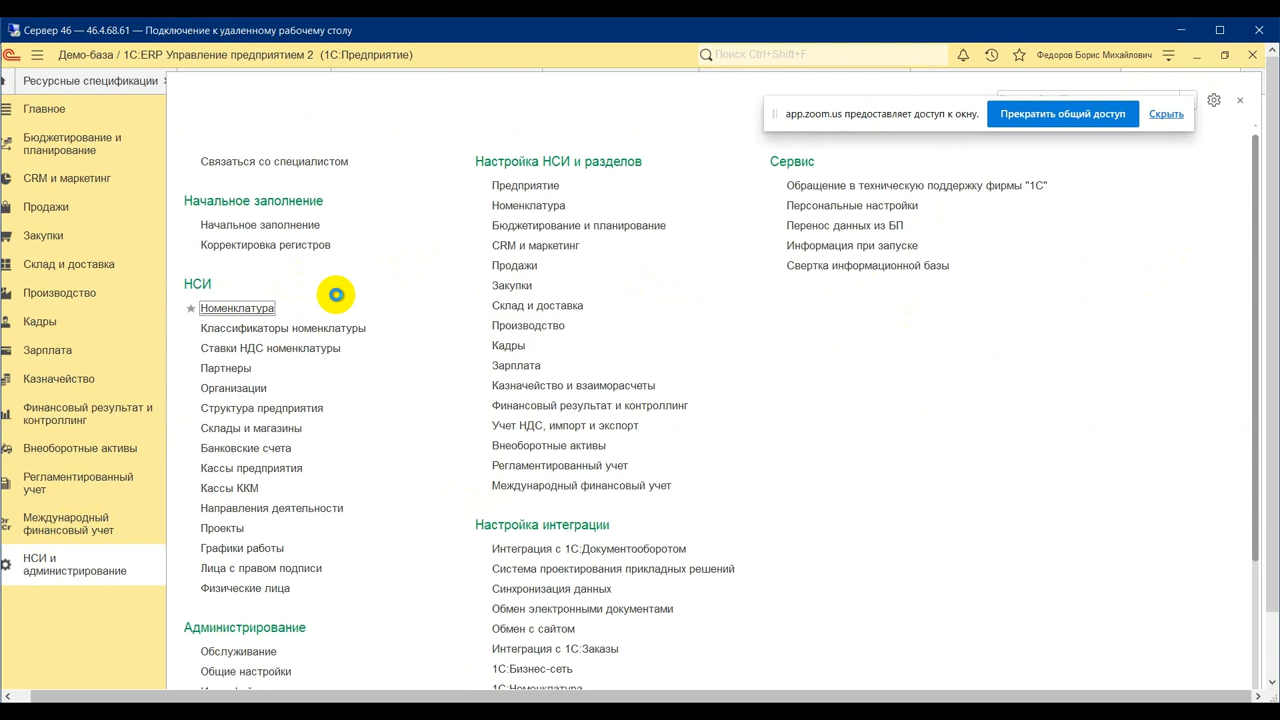 Сервер 46 — 46.4.68.61 — Подключение к удаленному рабочему столу
Демо-база / 1С:ERP Управление предприятием 2 (1С:Предприятие)
Поиск Ctrl+Shift+F
Федоров Борис Михайлович
Ресурсные спецификации
app.zoom.us предоставляет доступ к окну.
Прекратить общий доступ
Скрыть
Главное
Бюджетирование и
планирование
CRM и маркетинг
Продажи
Закупки
Склад и доставка
Производство
Кадры
Зарплата
Казначейство
Финансовый результат и
контроллинг
Внеоборотные активы
Регламентированный
учет
Международный
финансовый учет
НСИ и
администрирование
Связаться со специалистом
Начальное заполнение
Начальное заполнение
Корректировка регистров
НСИ
Номенклатура
Классификаторы номенклатуры
Ставки НДС номенклатуры
Партнеры
Организации
Структура предприятия
Склады и магазины
Банковские счета
Кассы предприятия
Кассы ККМ
Направления деятельности
Проекты
Графики работы
Лица с правом подписи
Физические лица
Администрирование
Обслуживание
Общие настройки
Настройка НСИ и разделов
Предприятие
Номенклатура
Бюджетирование и планирование
CRM и маркетинг
Продажи
Закупки
Склад и доставка
Производство
Кадры
Зарплата
Казначейство и взаиморасчеты
Финансовый результат и контроллинг
Учет НДС, импорт и экспорт
Внеоборотные активы
Регламентированный учет
Международный финансовый учет
Настройка интеграции
Интеграция с 1С:Документооборотом
Система проектирования прикладных решений
Синхронизация данных
Обмен электронными документами
Обмен с сайтом
Интеграция с 1С:Заказы
1С:Бизнес-сеть
1С:Номенклатура
Сервис
Обращение в техническую поддержку фирмы "1С"
Персональные настройки
Перенос данных из БП
Информация при запуске
Свертка информационной базы